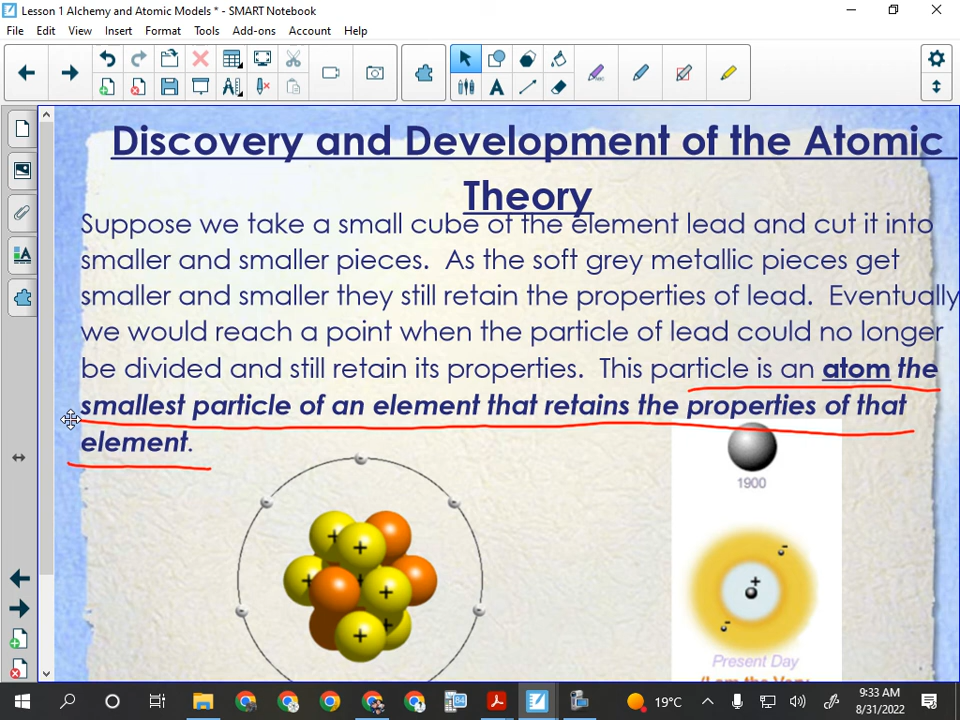 Lesson 1 Alchemy and Atomic Models * - SMART Notebook
File Edit View Insert Format Tools Add-ons Account Help
Discovery and Development of the Atomic
Theory
Suppose we take a small cube of the element lead and cut it into
smaller and smaller pieces. As the soft grey metallic pieces get
smaller and smaller they still retain the properties of lead. Eventually
we would reach a point when the particle of lead could no longer
be divided and still retain its properties. This particle is an atom the
smallest particle of an element that retains the properties of that
element.
1900
Present Day
19°C
9:33 AM
8/31/2022